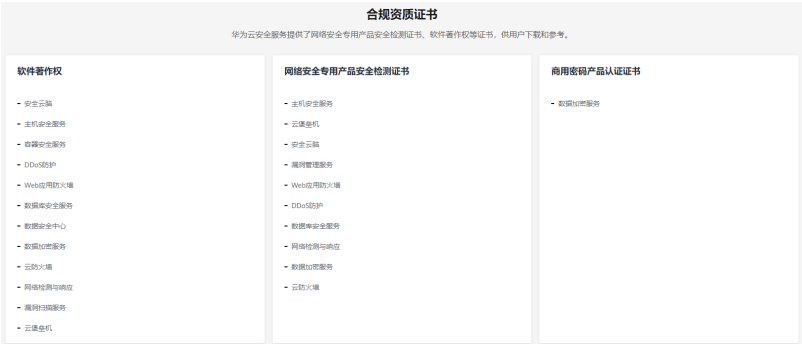 合规资质证书
华为云安全服务提供了网络安全专用产品安全检测证书、软件著作权等证书，供用户下载和参考。
软件著作权
- 安全云脑
- 主机安全服务
- 容器安全服务
- DDoS防护
- Web应用防火墙
- 数据库安全服务
- 数据安全中心
- 数据加密服务
- 云防火墙
- 网络检测与响应
- 漏洞扫描服务
- 云堡垒机
网络安全专用产品安全检测证书
- 主机安全服务
- 云堡垒机
- 安全云脑
- 漏洞管理服务
- Web应用防火墙
- DDoS防护
- 数据库安全服务
- 网络检测与响应
- 数据加密服务
- 云防火墙
商用密码产品认证证书
- 数据加密服务